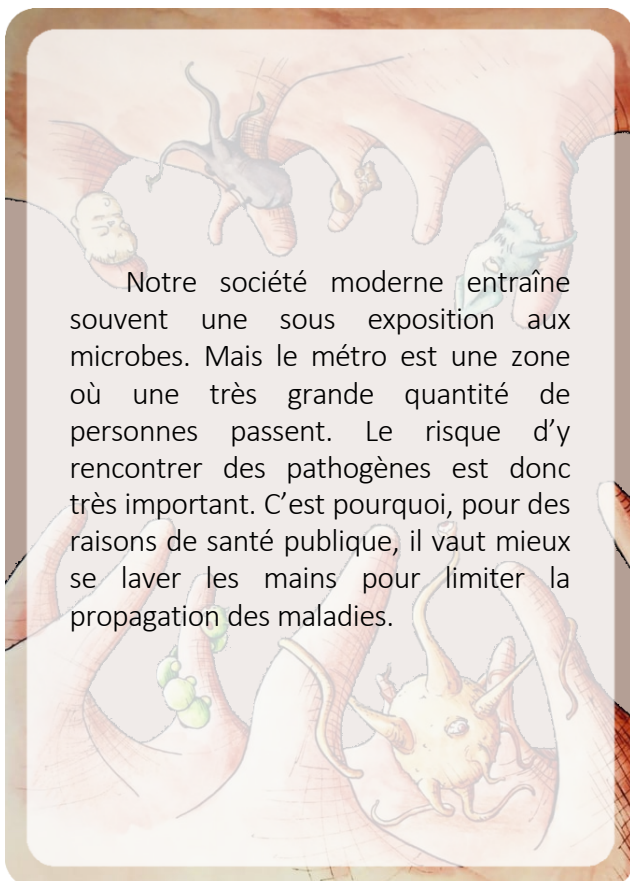 Notre société moderne entraîne
souvent une sous exposition aux
microbes. Mais le métro est une zone
où une très grande quantité de
personnes passent. Le risque d’y
rencontrer des pathogènes est donc
très important. C’est pourquoi, pour des
raisons de santé publique, il vaut mieux
se laver les mains pour limiter la
propagation des maladies.